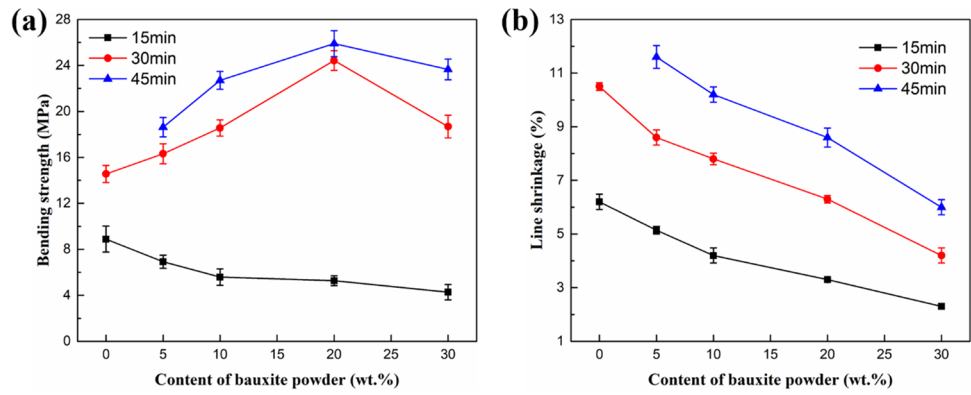 (a)
28
24
20
16
12
8
4
0
Bending strength (MPa)
15min
30min
45min
0 5 10 15 20 25 30
Content of bauxite powder (wt.%)
(b)
13
11
9
7
5
3
1
Line shrinkage (%)
15min
30min
45min
0 5 10 15 20 25 30
Content of bauxite powder (wt.%)